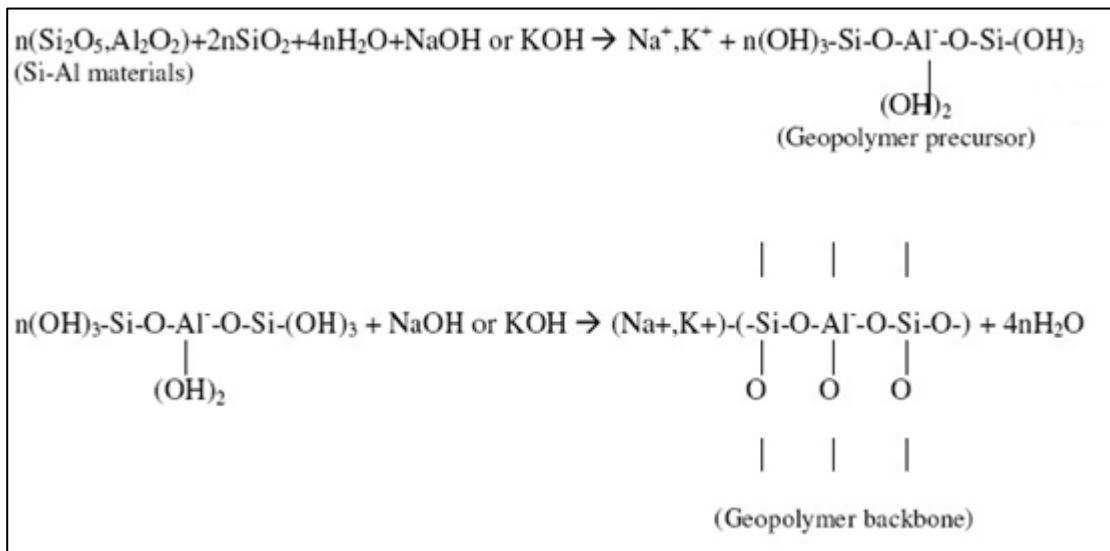 n(Si₂O₅,Al₂O₂)+2nSiO₂+4nH₂O+NaOH or KOH → Na⁺,K⁺ + n(OH)₃-Si-O-Al⁻-O-Si-(OH)₃
(Si-Al materials)
|
(OH)₂
(Geopolymer precursor)
| | |
n(OH)₃-Si-O-Al⁻-O-Si-(OH)₃ + NaOH or KOH → (Na+,K+)-(-Si-O-Al⁻-O-Si-O-) + 4nH₂O
| | | |
(OH)₂ O O O
| | |
(Geopolymer backbone)